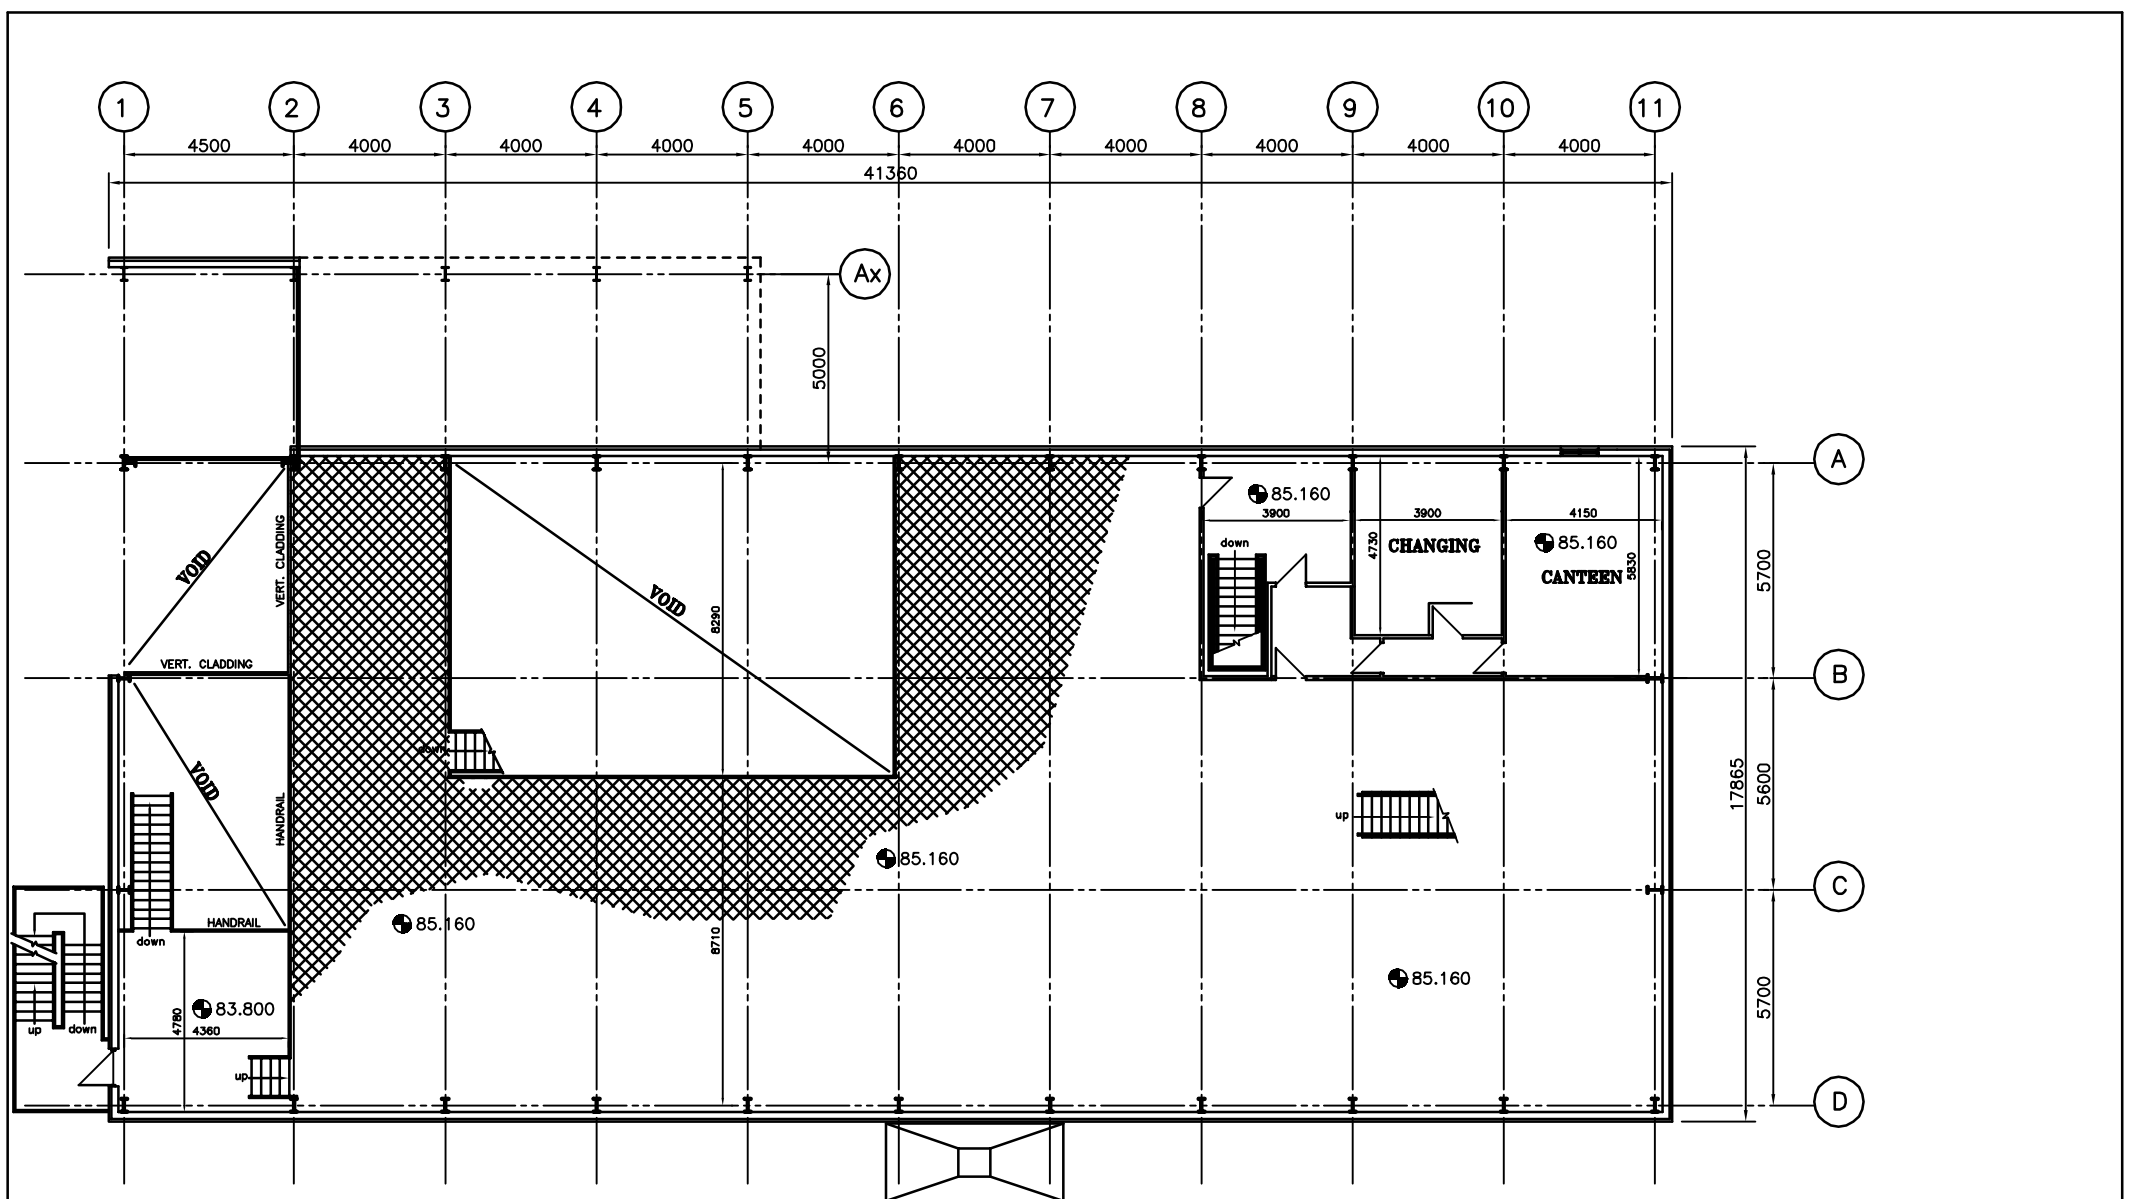 1 2 3 4 5 6 7 8 9 10 11
4500 4000 4000 4000 4000 4000 4000 4000 4000 4000
41360
Ax
5000
A
85.160
3900 3900 4150
CHANGING
4730
85.160
CANTEEN
5830
down
VOID
VERT. CLADDING
VOID
8290
5700
VERT. CLADDING
B
down
VOID
HANDRAIL
up
17865
5600
85.160
C
HANDRAIL
down
85.160
8710
85.160
83.800
4780
4360
up down
up
5700
D